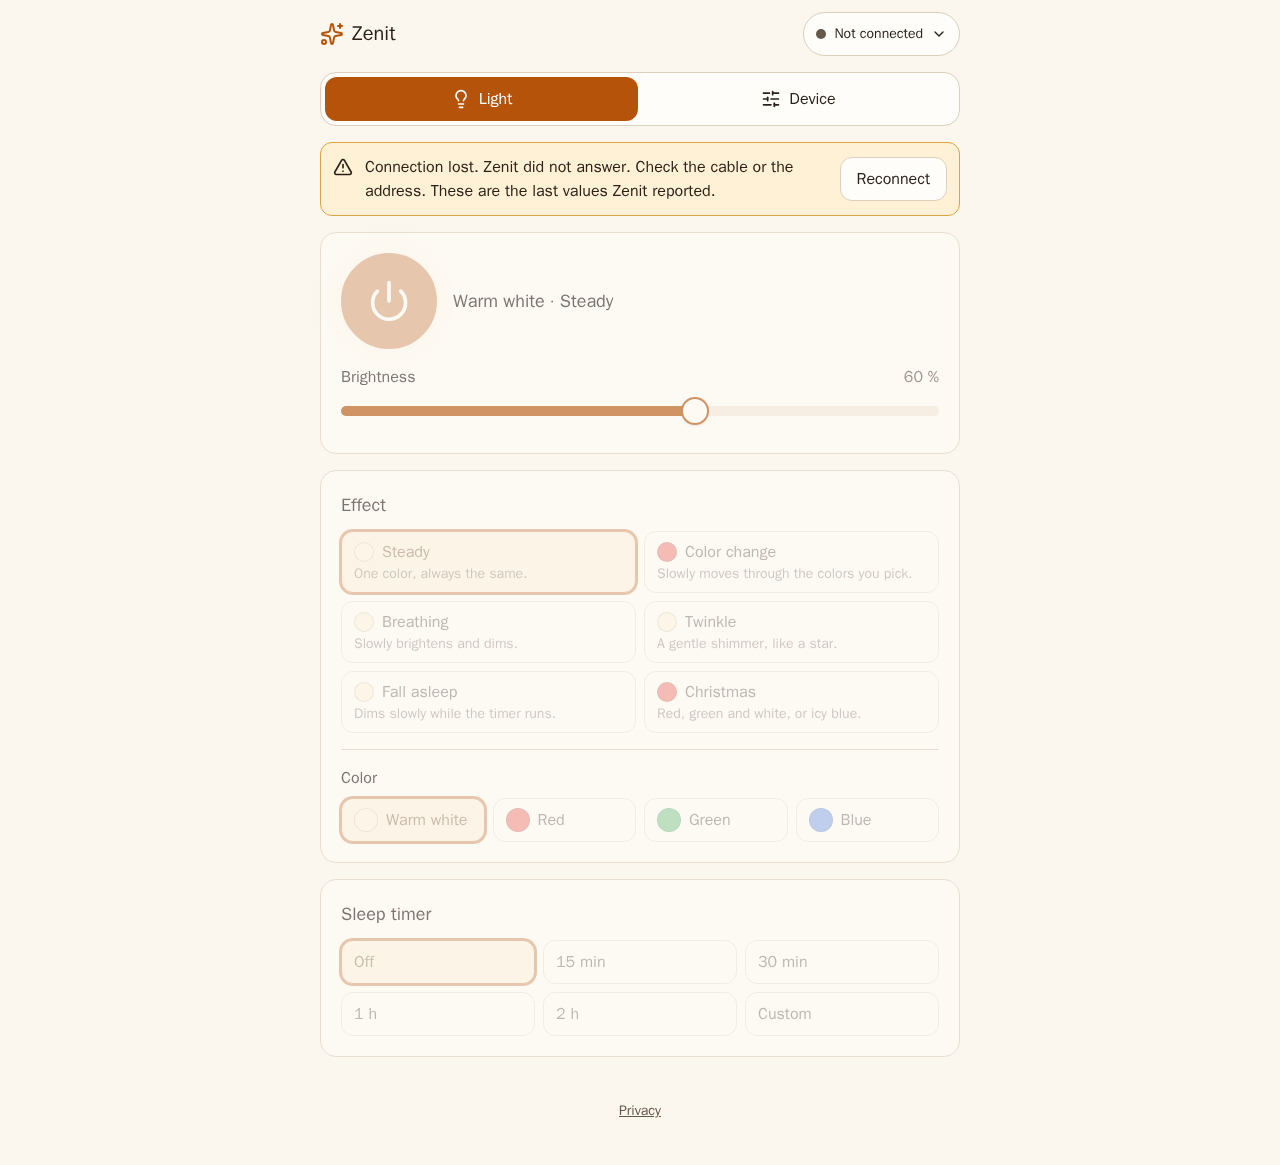 Zenit
Not connected
Light
Device
Connection lost. Zenit did not answer. Check the cable or the
address. These are the last values Zenit reported.
Reconnect
Warm white · Steady
Brightness
60 %
Effect
Steady
One color, always the same.
Color change
Slowly moves through the colors you pick.
Breathing
Slowly brightens and dims.
Twinkle
A gentle shimmer, like a star.
Fall asleep
Dims slowly while the timer runs.
Christmas
Red, green and white, or icy blue.
Color
Warm white
Red
Green
Blue
Sleep timer
Off
15 min
30 min
1 h
2 h
Custom
Privacy